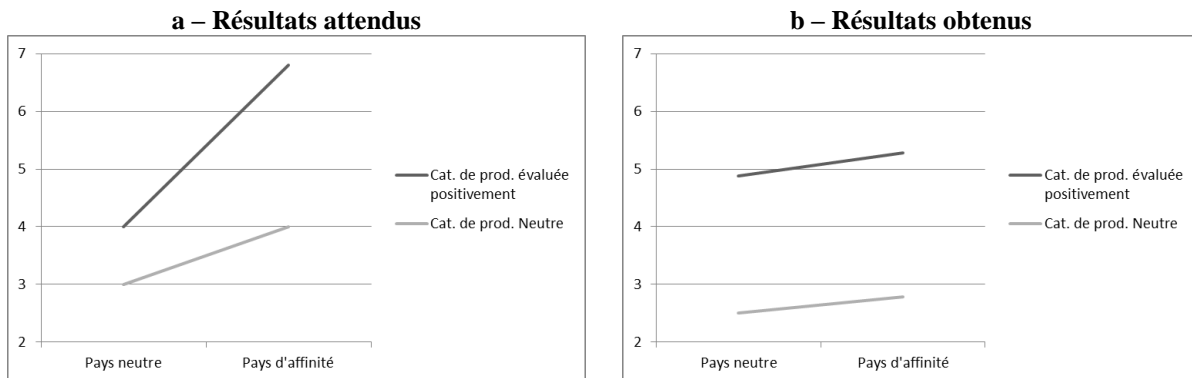 a – Résultats attendus
7
6
5
4
3
2
Pays neutre
Pays d'affinité
Cat. de prod. évaluée
positivement
Cat. de prod. Neutre
b – Résultats obtenus
7
6
5
4
3
2
Pays neutre
Pays d'affinité
Cat. de prod. évaluée
positivement
Cat. de prod. Neutre